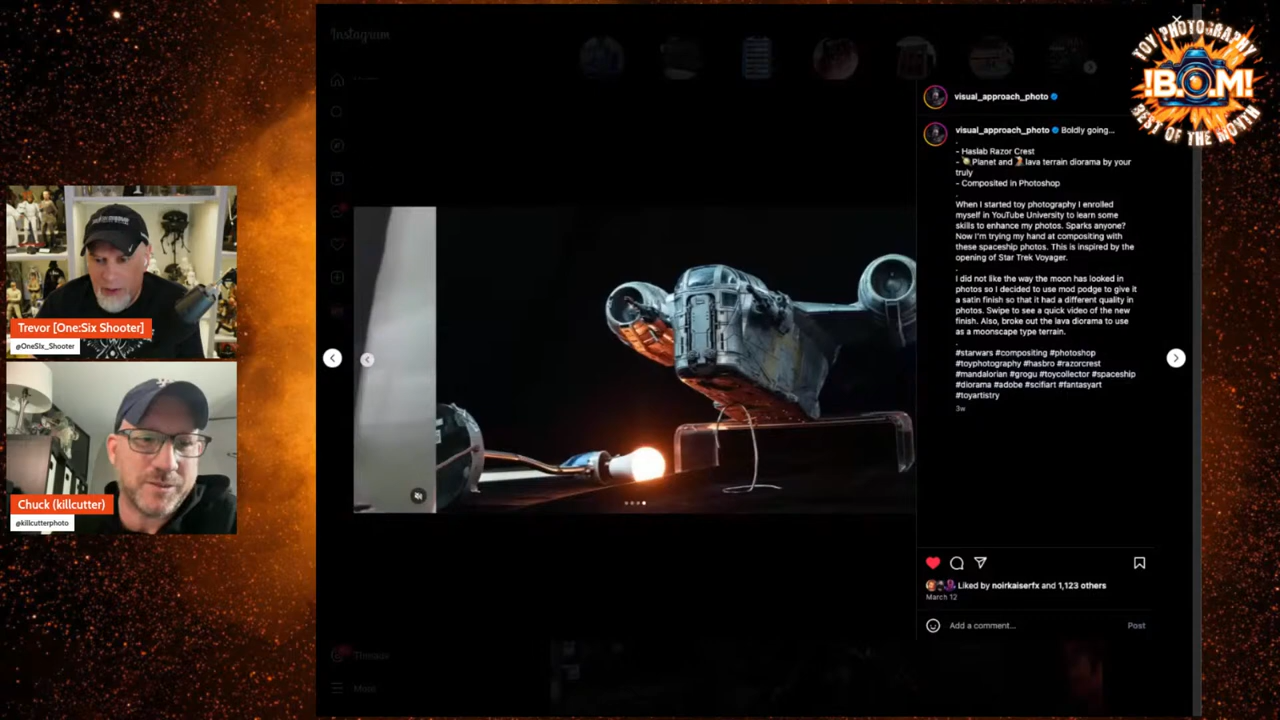 Instagram
TOY PHOTOGRAPHY
!B.O.M!
BEST OF THE MONTH
visual_approach_photo
visual_approach_photo Boldly going...
.
- Haslab Razor Crest
- Planet and lava terrain diorama by your
truly
- Composited in Photoshop
.
When I started toy photography I enrolled
myself in YouTube University to learn some
skills to enhance my photos. Sparks anyone?
Now I'm trying my hand at compositing with
these spaceship photos. This is inspired by the
opening of Star Trek Voyager.
.
I did not like the way the moon has looked in
photos so I decided to use mod podge to give it
a satin finish so that it had a different quality in
photos. Swipe to see a quick video of the new
finish. Also, broke out the lava diorama to use
as a moonscape type terrain.
.
#starwars #compositing #photoshop
#toyphotography #hasbro #razorcrest
#mandalorian #grogu #toycollector #spaceship
#diorama #adobe #scifiart #fantasyart
#toyartistry
3w
Liked by noirkaiserfx and 1,123 others
March 12
Add a comment...
Post
Trevor [One:Six Shooter]
@OneSIx_Shooter
Chuck (killcutter)
@killcutterphoto
Threads
More